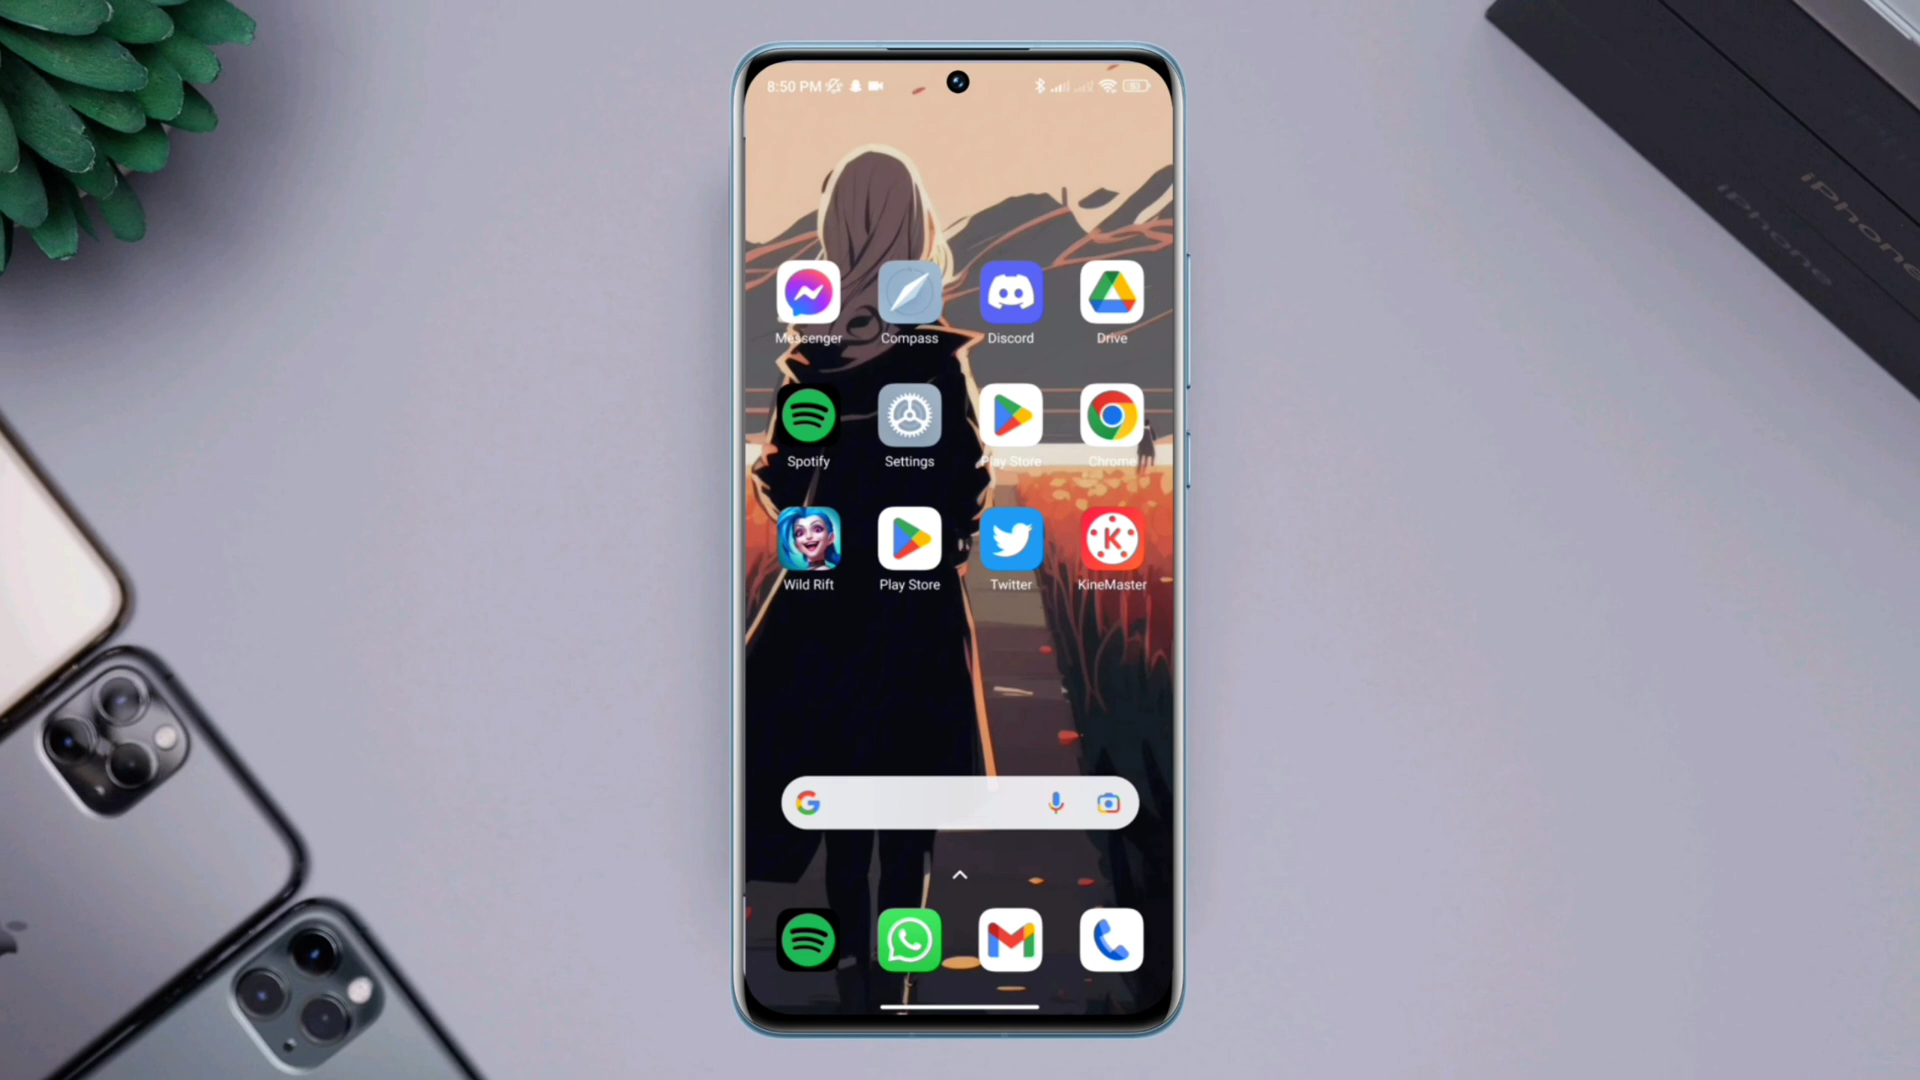 8:50 PM
Messenger Compass Discord Drive
Spotify Settings Play Store Chrome
Wild Rift Play Store Twitter KineMaster
iPhone
iPhone